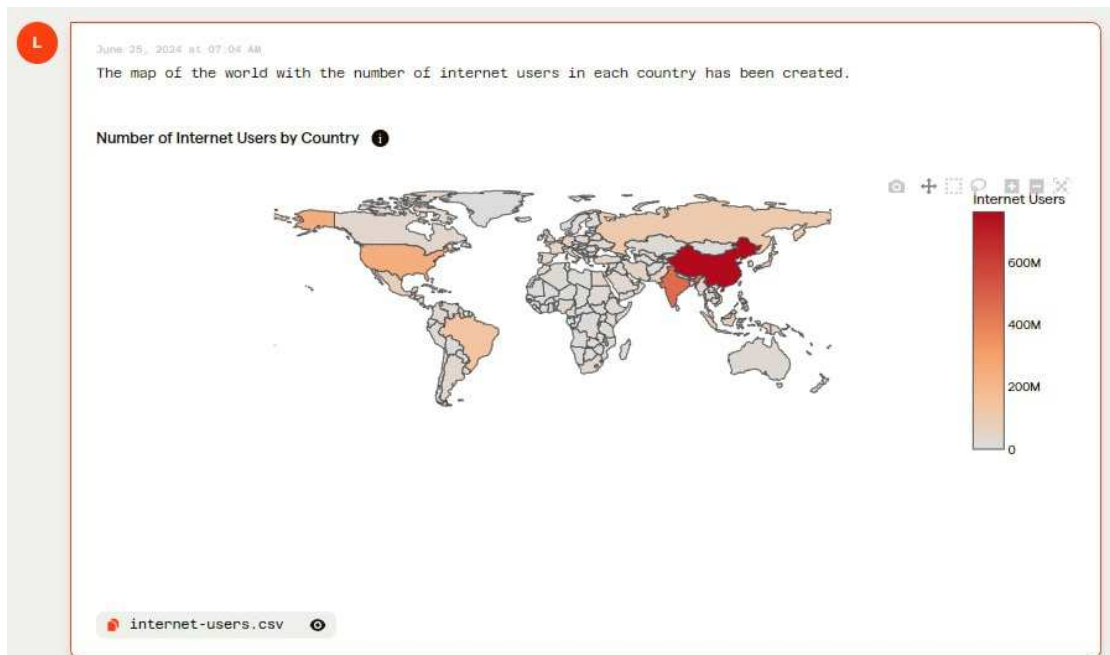 L
June 25, 2024 at 07:04 AM
The map of the world with the number of internet users in each country has been created.
Number of Internet Users by Country
Internet Users
600M
400M
200M
0
internet-users.csv